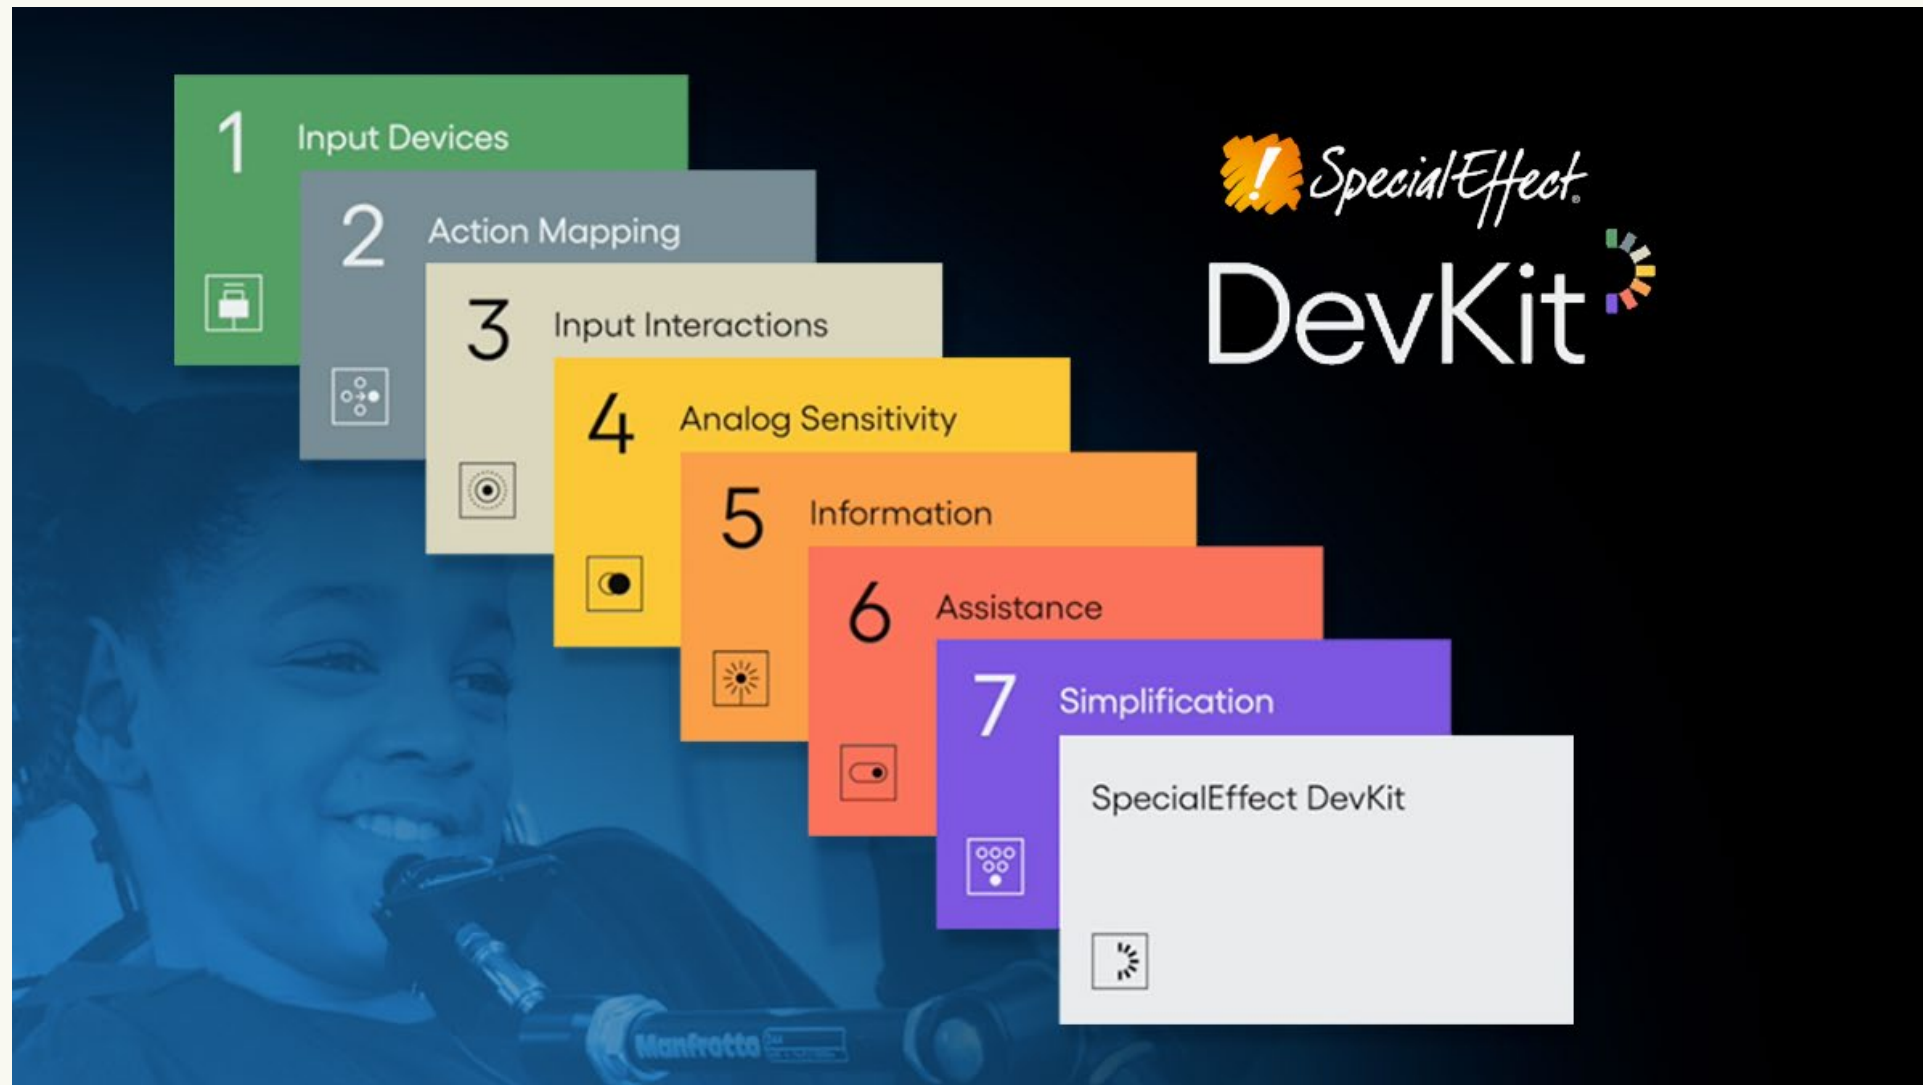 1 Input Devices
2 Action Mapping
3 Input Interactions
4 Analog Sensitivity
5 Information
6 Assistance
7 Simplification
SpecialEffect DevKit
! SpecialEffect®
DevKit
Manfrotto